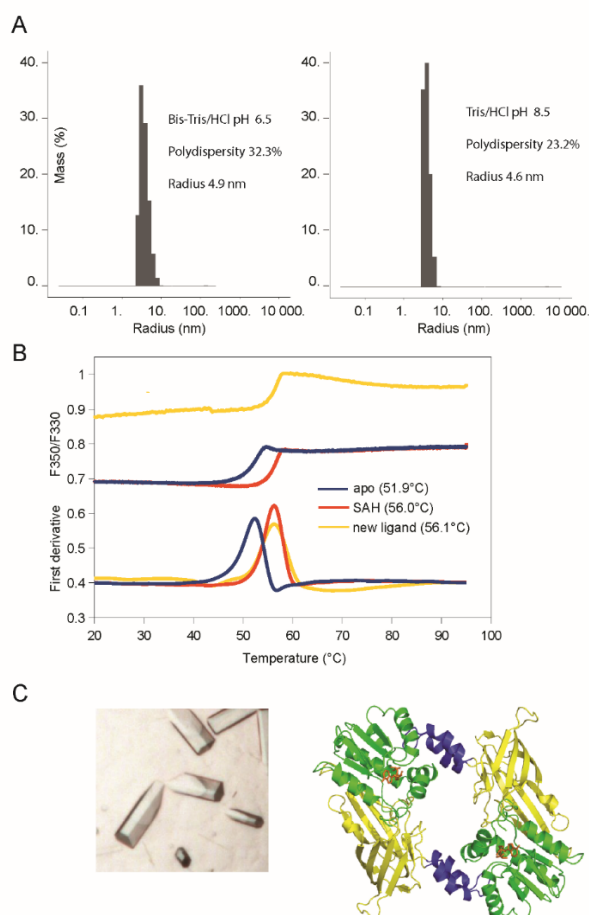 A
40.
30.
20.
10.
0.
Mass (%)
Bis-Tris/HCl pH 6.5
Polydispersity 32.3%
Radius 4.9 nm
0.1 1. 10. 100. 1000. 10 000.
Radius (nm)
40.
30.
20.
10.
0.
Tris/HCl pH 8.5
Polydispersity 23.2%
Radius 4.6 nm
0.1 1. 10. 100. 1000. 10 000.
Radius (nm)
B
1
0.9
0.8
0.7
0.6
0.5
0.4
0.3
F350/F330
First derivative
apo (51.9°C)
SAH (56.0°C)
new ligand (56.1°C)
20 30 40 50 60 70 80 90 100
Temperature (°C)
C